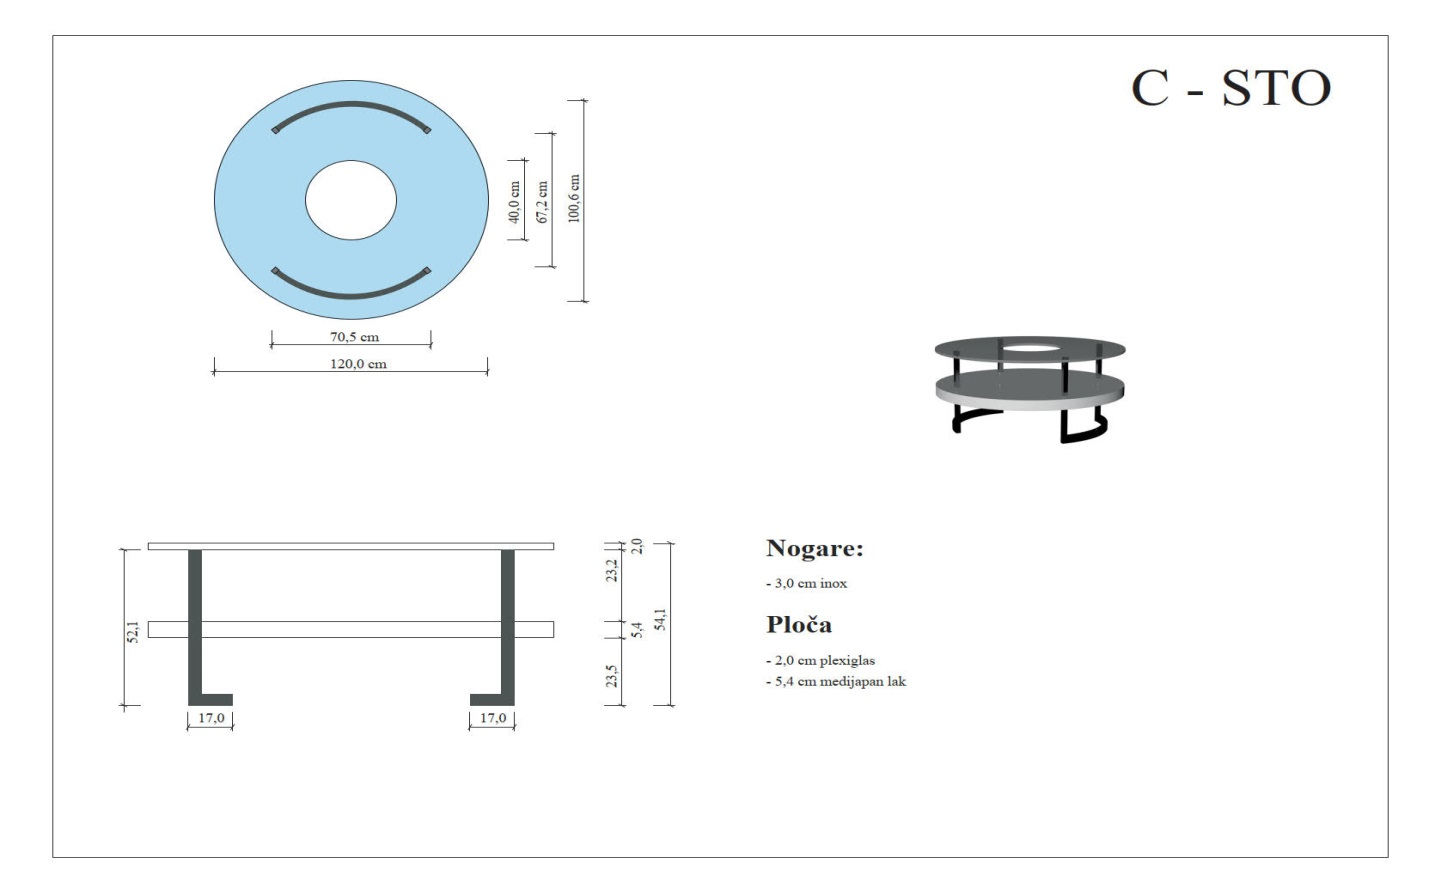 C - STO
40,0 cm
67,2 cm
100,6 cm
70,5 cm
120,0 cm
52,1
17,0
17,0
2,0
23,2
5,4
23,5
54,1
Nogare:
- 3,0 cm inox
Ploča
- 2,0 cm plexiglas
- 5,4 cm medijapan lak